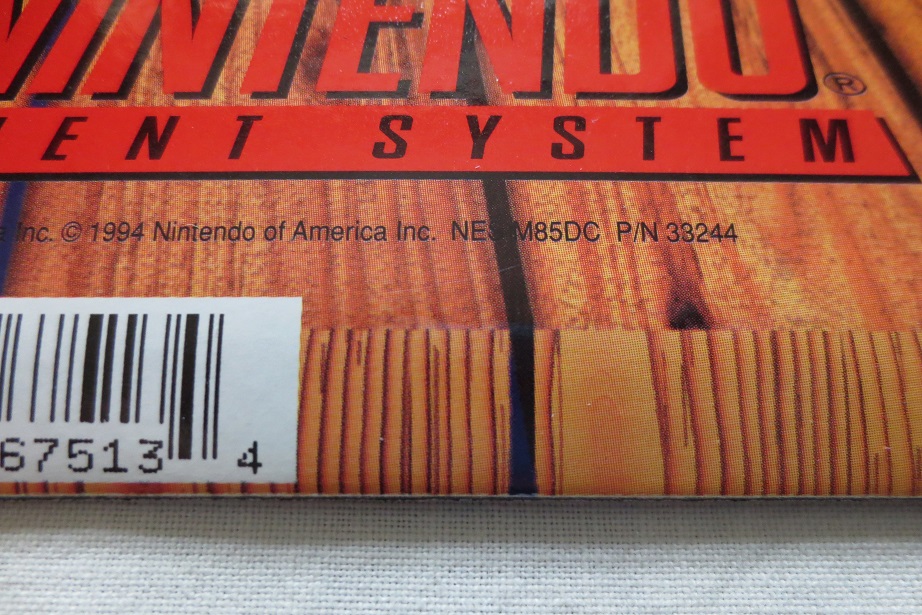 NINTENDO®
ENT SYSTEM
Inc. © 1994 Nintendo of America Inc. NES M85DC P/N 33244
67513 4